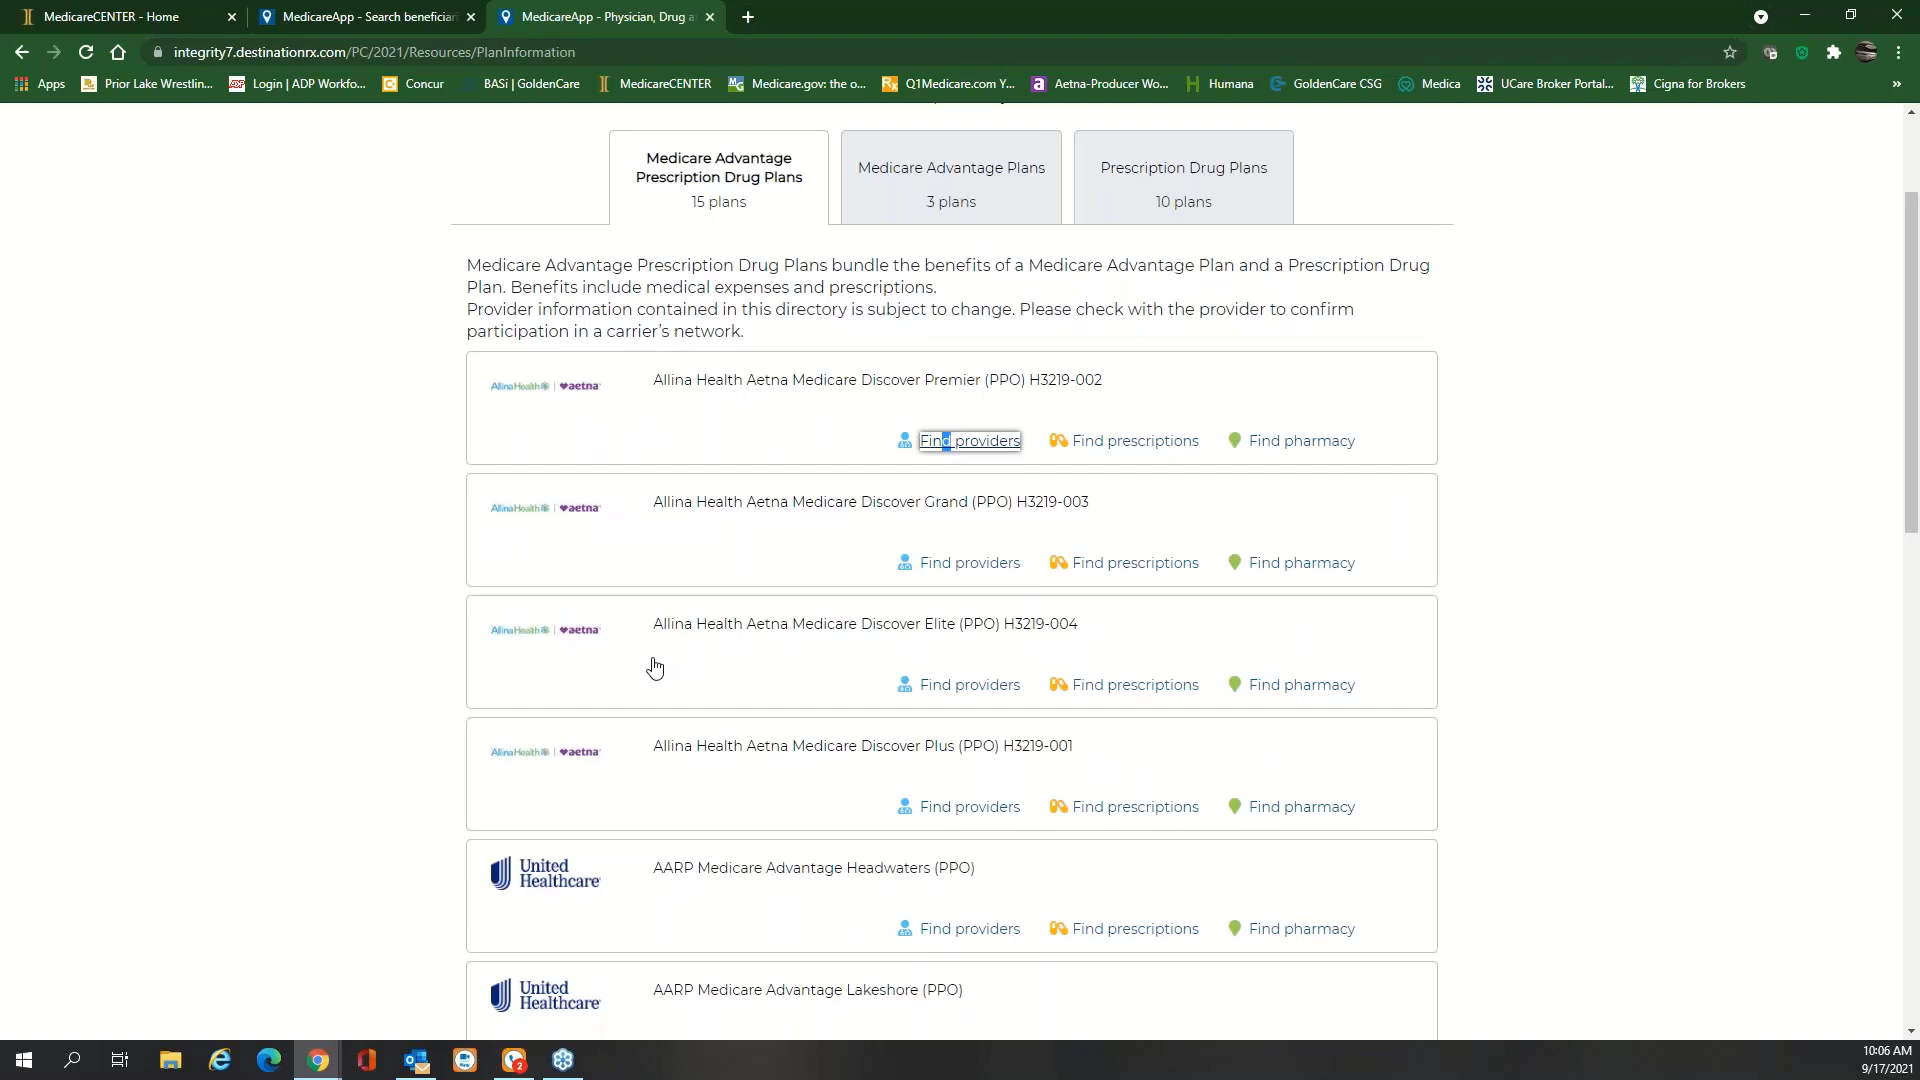 MedicareCENTER - Home
MedicareApp - Search beneficiari
MedicareApp - Physician, Drug a
integrity7.destinationrx.com/PC/2021/Resources/PlanInformation
Apps
Prior Lake Wrestlin...
Login | ADP Workfo...
Concur
BASi | GoldenCare
MedicareCENTER
Medicare.gov: the o...
Q1Medicare.com Y...
Aetna-Producer Wo...
Humana
GoldenCare CSG
Medica
UCare Broker Portal...
Cigna for Brokers
Medicare Advantage
Prescription Drug Plans
15 plans
Medicare Advantage Plans
3 plans
Prescription Drug Plans
10 plans
Medicare Advantage Prescription Drug Plans bundle the benefits of a Medicare Advantage Plan and a Prescription Drug
Plan. Benefits include medical expenses and prescriptions.
Provider information contained in this directory is subject to change. Please check with the provider to confirm
participation in a carrier's network.
AllinaHealth | aetna
Allina Health Aetna Medicare Discover Premier (PPO) H3219-002
Find providers
Find prescriptions
Find pharmacy
AllinaHealth | aetna
Allina Health Aetna Medicare Discover Grand (PPO) H3219-003
Find providers
Find prescriptions
Find pharmacy
AllinaHealth | aetna
Allina Health Aetna Medicare Discover Elite (PPO) H3219-004
Find providers
Find prescriptions
Find pharmacy
AllinaHealth | aetna
Allina Health Aetna Medicare Discover Plus (PPO) H3219-001
Find providers
Find prescriptions
Find pharmacy
United
Healthcare
AARP Medicare Advantage Headwaters (PPO)
Find providers
Find prescriptions
Find pharmacy
United
Healthcare
AARP Medicare Advantage Lakeshore (PPO)
2
10:06 AM
9/17/2021